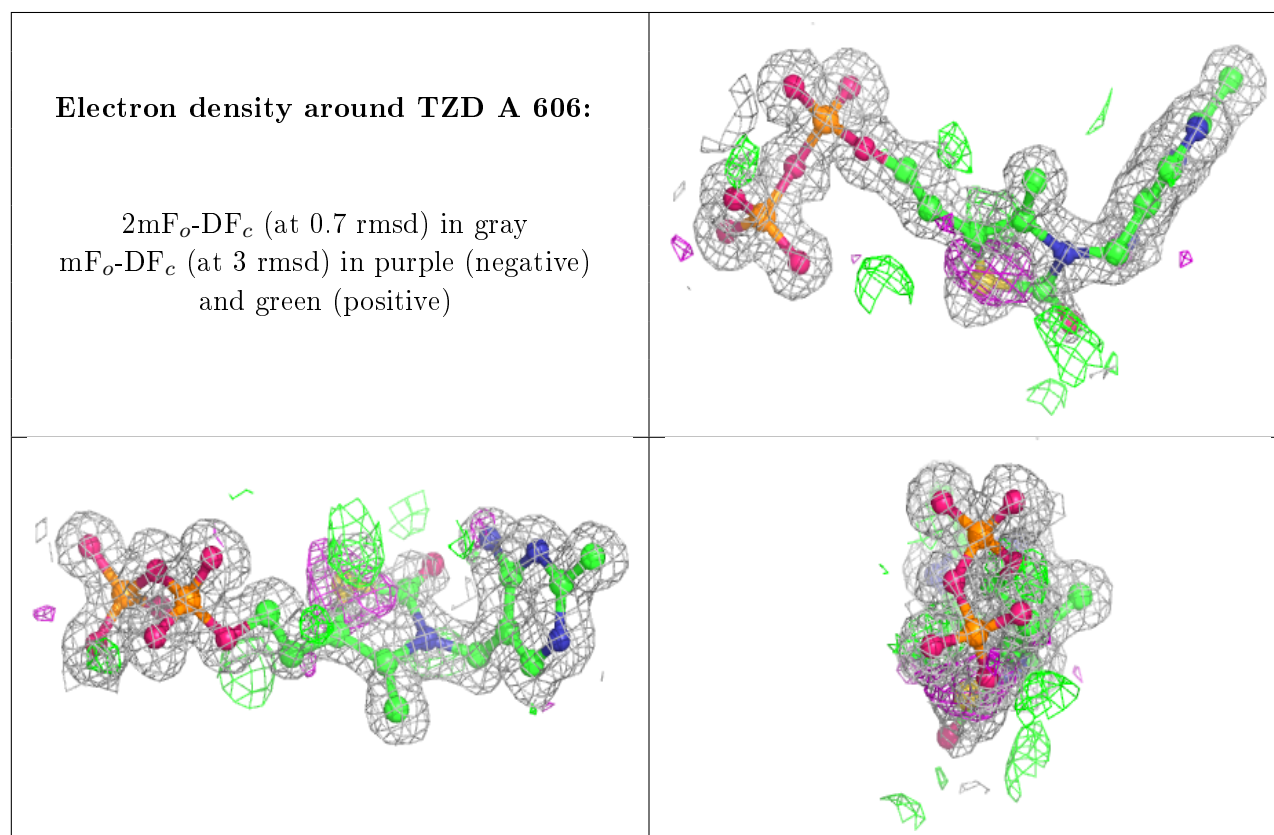 Electron density around TZD A 606:
2mFo-DFc (at 0.7 rmsd) in gray
mFo-DFc (at 3 rmsd) in purple (negative)
and green (positive)